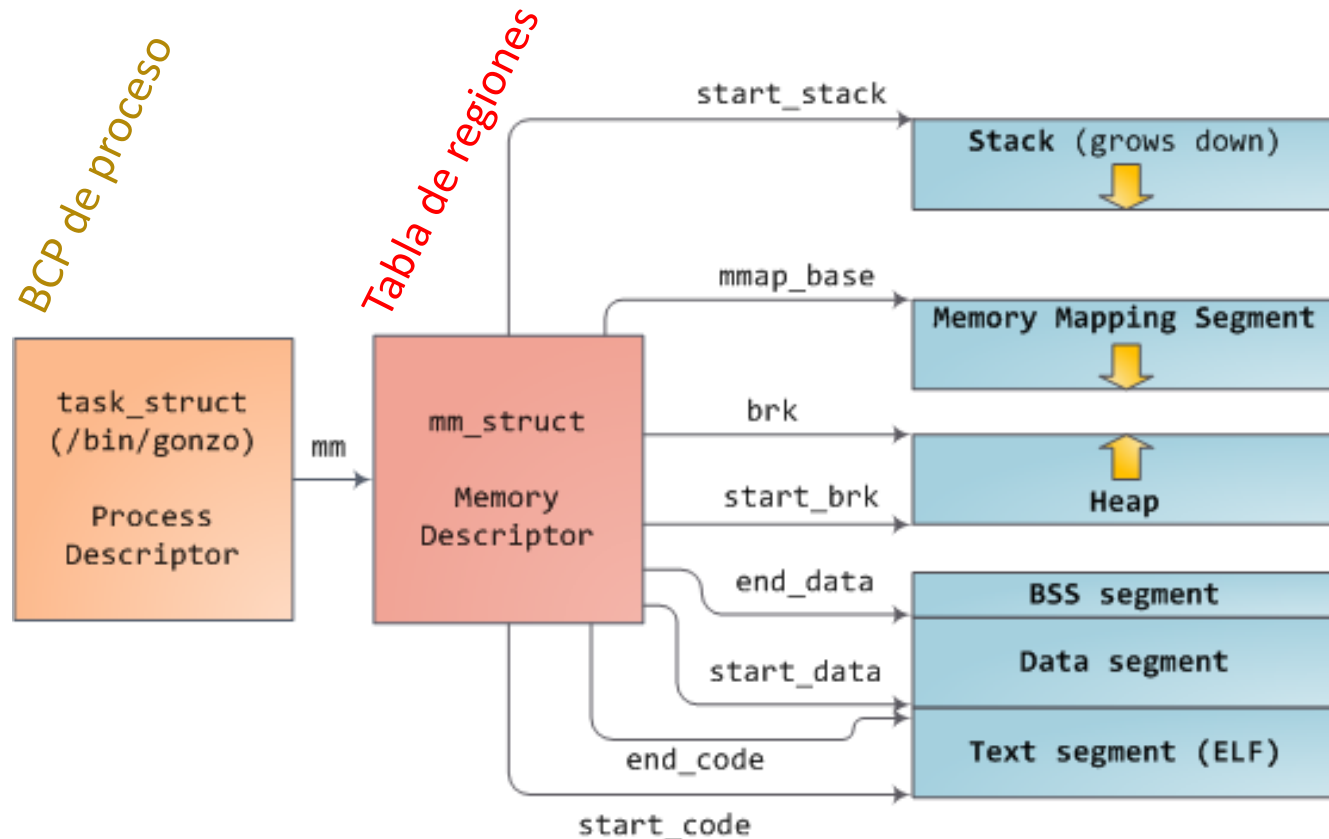 BCP de proceso
Tabla de regiones
task_struct
(/bin/gonzo)
Process
Descriptor
mm
mm_struct
Memory
Descriptor
start_stack
mmap_base
brk
start_brk
end_data
start_data
end_code
start_code
Stack (grows down)
Memory Mapping Segment
Heap
BSS segment
Data segment
Text segment (ELF)